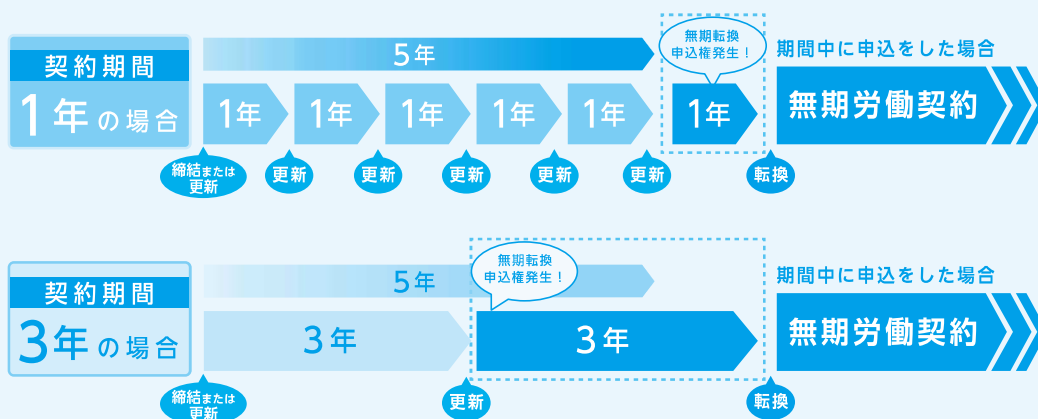 契約期間
1年の場合
5年
無期転換
申込権発生！
期間中に申込をした場合
1年
1年
1年
1年
1年
1年
無期労働契約
締結または
更新
更新
更新
更新
更新
更新
転換
契約期間
3年の場合
5年
無期転換
申込権発生！
期間中に申込をした場合
3年
3年
無期労働契約
締結または
更新
更新
転換